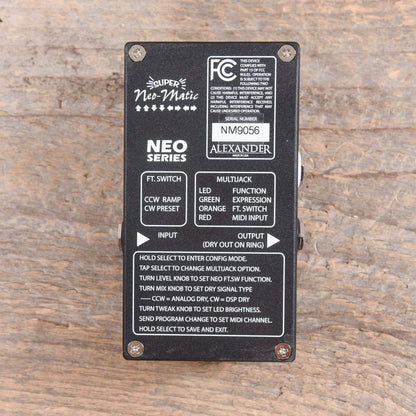 SUPER
Neo-Matic
NEO
SERIES
FC
THIS DEVICE
COMPLIES WITH
PART 15 OF FCC
RULES. OPERATION
IS SUBJECT TO THE
FOLLOWING TWO
CONDITIONS: (1) THIS DEVICE MAY NOT
CAUSE HARMFUL INTERFERENCE, AND
(2) THIS DEVICE MUST ACCEPT ANY
HARMFUL INTERFERENCE RECEIVED,
INCLUDING INTERFERENCE THAT MAY
CAUSE UNDESIRED OPERATION.
SERIAL NUMBER
NM9056
ALEXANDER
MADE IN USA
FT. SWITCH
CCW RAMP
CW PRESET
MULTIJACK
LED FUNCTION
GREEN EXPRESSION
ORANGE FT. SWITCH
RED MIDI INPUT
INPUT
OUTPUT
(DRY OUT ON RING)
HOLD SELECT TO ENTER CONFIG MODE.
TAP SELECT TO CHANGE MULTIJACK OPTION.
TURN LEVEL KNOB TO SET NEO FT.SW FUNCTION.
TURN MIX KNOB TO SET DRY SIGNAL TYPE
—— CCW = ANALOG DRY, CW = DSP DRY
TURN TWEAK KNOB TO SET LED BRIGHTNESS.
SEND PROGRAM CHANGE TO SET MIDI CHANNEL.
HOLD SELECT TO SAVE AND EXIT.